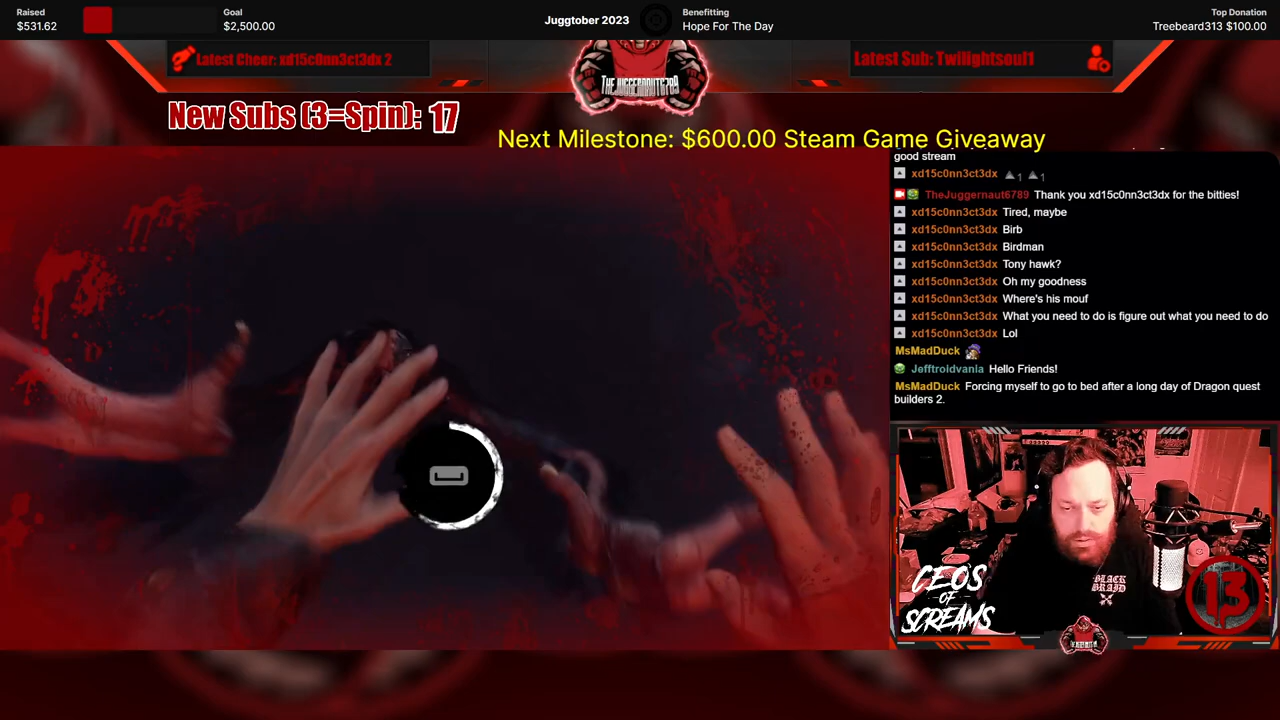 Raised
$531.62
Goal
$2,500.00
Juggtober 2023
Benefitting
Hope For The Day
Top Donation
Treebeard313 $100.00
Latest Cheer: xd15c0nn3ct3dx 2
THEJUGGERNAUT6789
Latest Sub: Twilightsoul1
New Subs (3=Spin): 17
Next Milestone: $600.00 Steam Game Giveaway
good stream
xd15c0nn3ct3dx 1 1
TheJuggernaut6789 Thank you xd15c0nn3ct3dx for the bitties!
xd15c0nn3ct3dx Tired, maybe
xd15c0nn3ct3dx Birb
xd15c0nn3ct3dx Birdman
xd15c0nn3ct3dx Tony hawk?
xd15c0nn3ct3dx Oh my goodness
xd15c0nn3ct3dx Where's his mouf
xd15c0nn3ct3dx What you need to do is figure out what you need to do
xd15c0nn3ct3dx Lol
MsMadDuck
Jefftroidvania Hello Friends!
MsMadDuck Forcing myself to go to bed after a long day of Dragon quest
builders 2.
CEOS
OF
SCREAMS
BLACK
BRAID
13